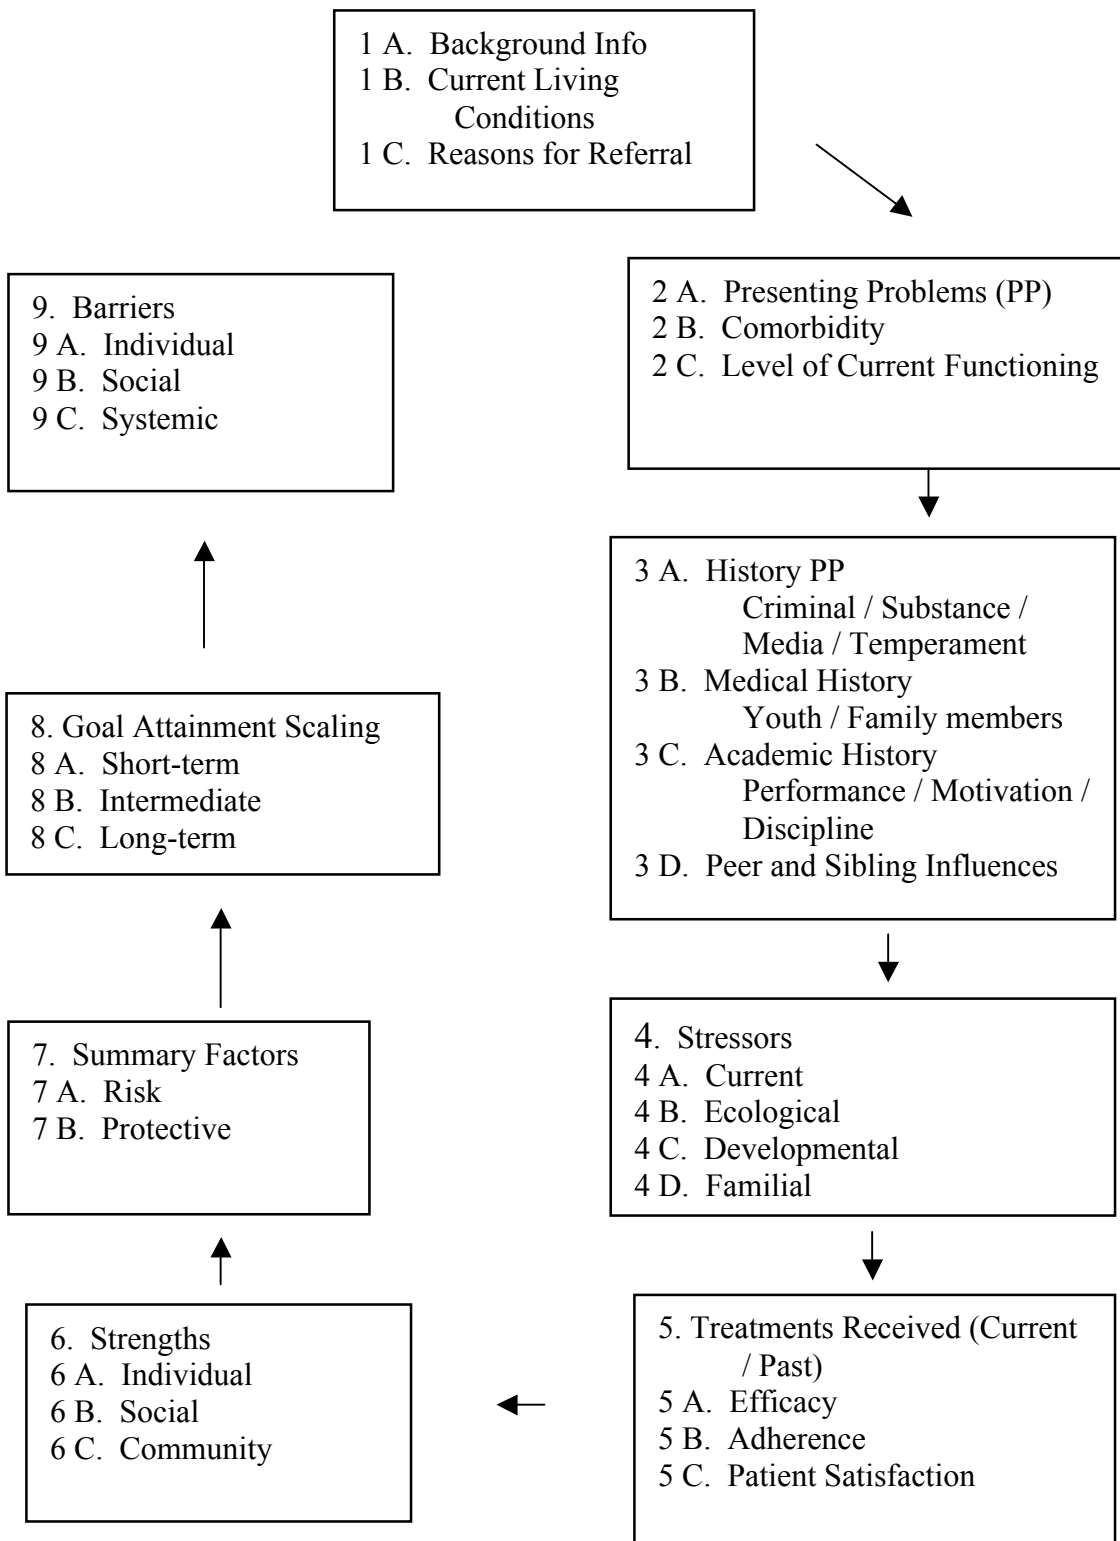 1 A.  Background Info
1 B.  Current Living
Conditions
1 C.  Reasons for Referral
2 A.  Presenting Problems (PP)
2 B.  Comorbidity
2 C.  Level of Current Functioning
3 A.  History PP
Criminal / Substance /
Media / Temperament
3 B.  Medical History
Youth / Family members
3 C.  Academic History
Performance / Motivation /
Discipline
3 D.  Peer and Sibling Influences
4.  Stressors
4 A.  Current
4 B.  Ecological
4 C.  Developmental
4 D.  Familial
5. Treatments Received (Current
/ Past)
5 A.  Efficacy
5 B.  Adherence
5 C.  Patient Satisfaction
6.  Strengths
6 A.  Individual
6 B.  Social
6 C.  Community
7.  Summary Factors
7 A.  Risk
7 B.  Protective
8. Goal Attainment Scaling
8 A.  Short-term
8 B.  Intermediate
8 C.  Long-term
9.  Barriers
9 A.  Individual
9 B.  Social
9 C.  Systemic